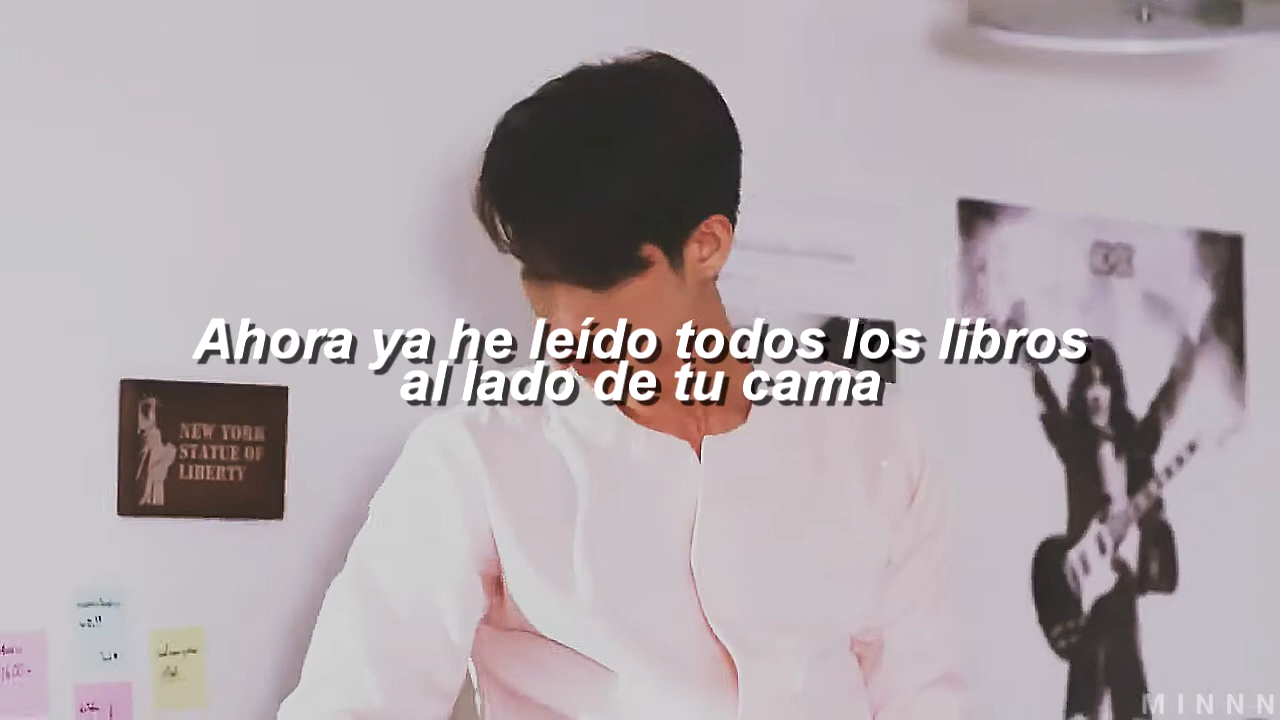 Ahora ya he leído todos los libros
al lado de tu cama
NEW YORK
STATUE OF
LIBERTY
MINNN